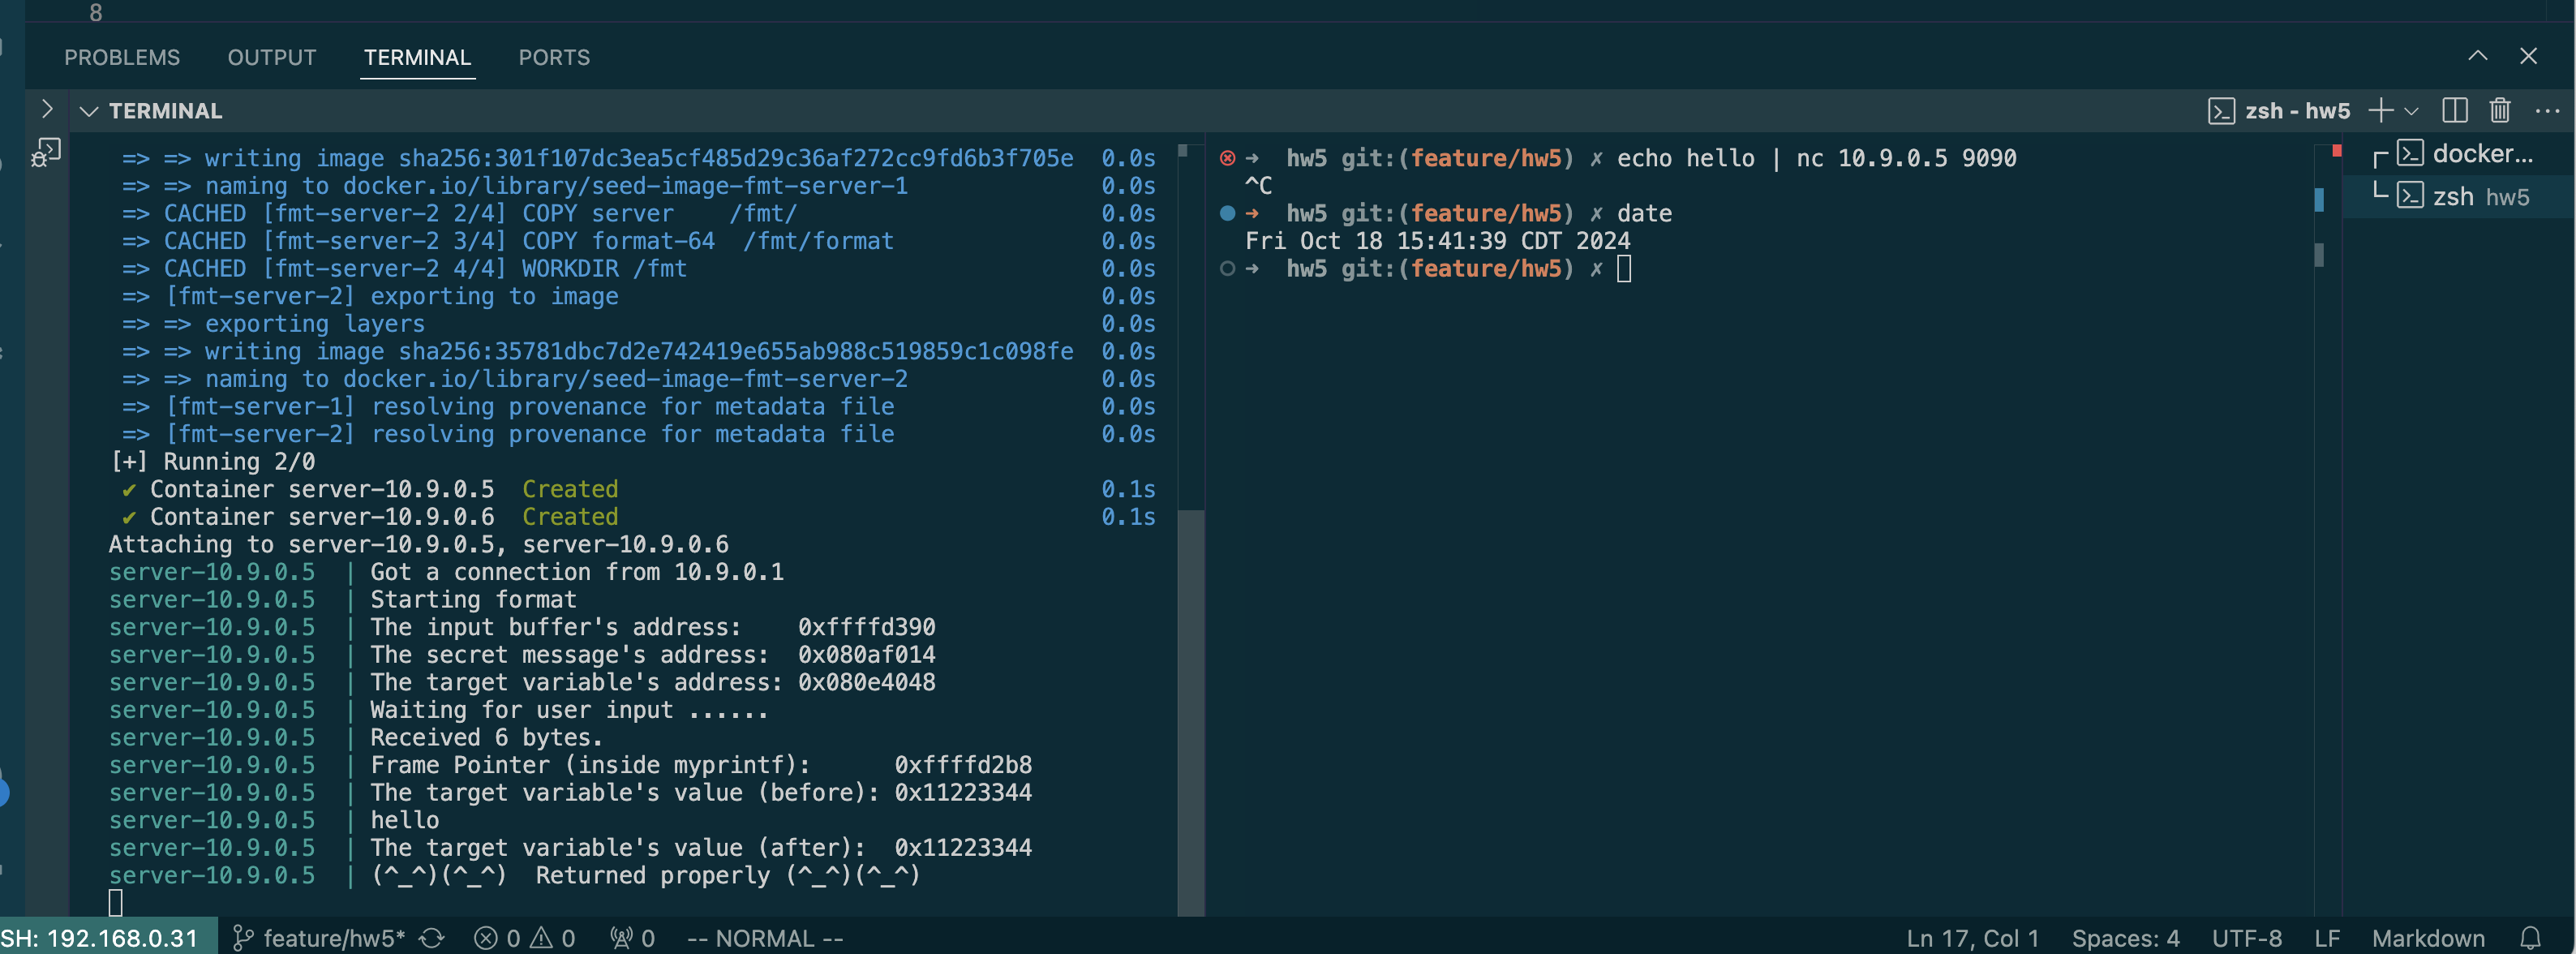 8
PROBLEMS OUTPUT TERMINAL PORTS
TERMINAL
zsh - hw5
=> => writing image sha256:301f107dc3ea5cf485d29c36af272cc9fd6b3f705e 0.0s
=> => naming to docker.io/library/seed-image-fmt-server-1 0.0s
=> CACHED [fmt-server-2 2/4] COPY server    /fmt/ 0.0s
=> CACHED [fmt-server-2 3/4] COPY format-64  /fmt/format 0.0s
=> CACHED [fmt-server-2 4/4] WORKDIR /fmt 0.0s
=> [fmt-server-2] exporting to image 0.0s
=> => exporting layers 0.0s
=> => writing image sha256:35781dbc7d2e742419e655ab988c519859c1c098fe 0.0s
=> => naming to docker.io/library/seed-image-fmt-server-2 0.0s
=> [fmt-server-1] resolving provenance for metadata file 0.0s
=> [fmt-server-2] resolving provenance for metadata file 0.0s
[+] Running 2/0
✔ Container server-10.9.0.5  Created 0.1s
✔ Container server-10.9.0.6  Created 0.1s
Attaching to server-10.9.0.5, server-10.9.0.6
server-10.9.0.5  | Got a connection from 10.9.0.1
server-10.9.0.5  | Starting format
server-10.9.0.5  | The input buffer's address:    0xffffd390
server-10.9.0.5  | The secret message's address:  0x080af014
server-10.9.0.5  | The target variable's address: 0x080e4048
server-10.9.0.5  | Waiting for user input ......
server-10.9.0.5  | Received 6 bytes.
server-10.9.0.5  | Frame Pointer (inside myprintf):      0xffffd2b8
server-10.9.0.5  | The target variable's value (before): 0x11223344
server-10.9.0.5  | hello
server-10.9.0.5  | The target variable's value (after):  0x11223344
server-10.9.0.5  | (^_^)(^_^)  Returned properly (^_^)(^_^)
➜  hw5 git:(feature/hw5) ✗ echo hello | nc 10.9.0.5 9090
^C
➜  hw5 git:(feature/hw5) ✗ date
Fri Oct 18 15:41:39 CDT 2024
➜  hw5 git:(feature/hw5) ✗
docker...
zsh hw5
SH: 192.168.0.31 feature/hw5* 0 0 0 -- NORMAL -- Ln 17, Col 1 Spaces: 4 UTF-8 LF Markdown